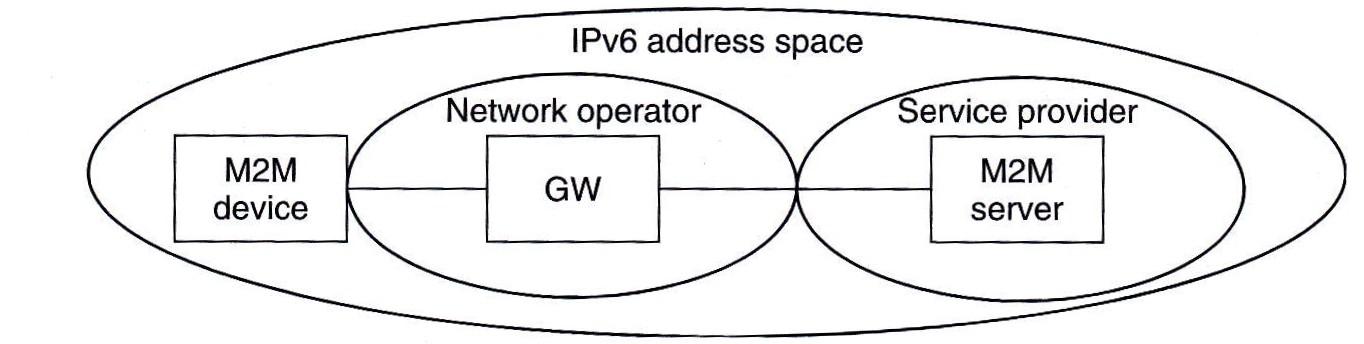 IPv6 address space
Network operator
Service provider
M2M
device
GW
M2M
server